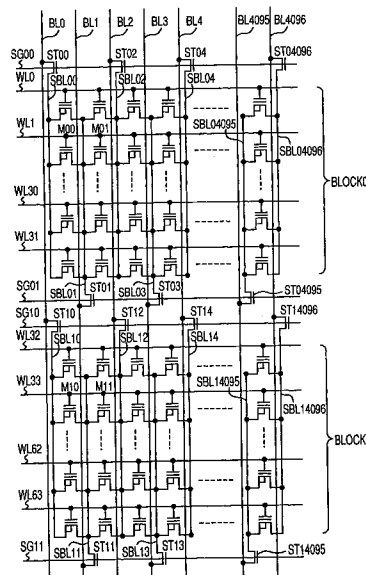 BL0 BL1 BL2 BL3 BL4 BL4095 BL4096
SG00 ST00 ST02 ST04 ST04096
WL0 SBL00 SBL02 SBL04
WL1 M00 M01 SBL04095 SBL04096
BLOCK0
WL30
WL31
SG01 SBL01 ST01 SBL03 ST03 ST04095
SG10 ST10 ST12 ST14 ST14096
WL32 SBL10 SBL12 SBL14
WL33 M10 M11 SBL14095 SBL14096
BLOCK
WL62
WL63
SG11 SBL11 ST11 SBL13 ST13 ST14095